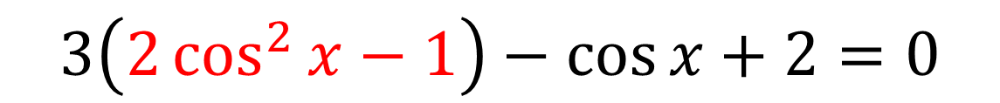 3(2 cos² x − 1) − cos x + 2 = 0